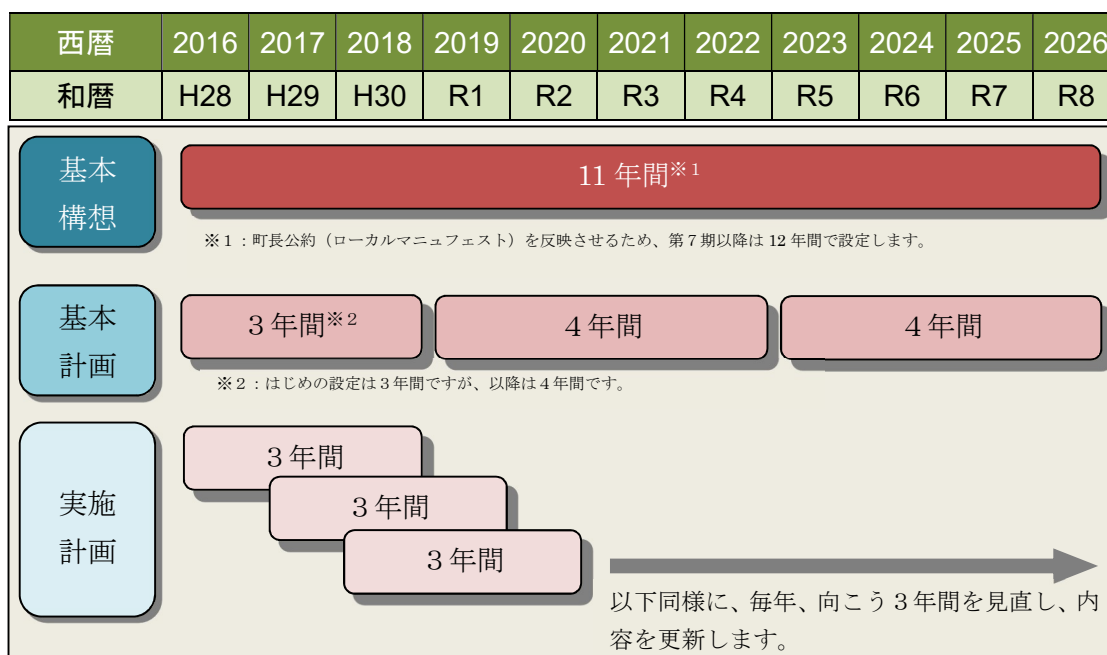 西暦 2016 2017 2018 2019 2020 2021 2022 2023 2024 2025 2026
和暦 H28 H29 H30 R1 R2 R3 R4 R5 R6 R7 R8
基本
構想
11 年間※1
※1:町長公約(ローカルマニュフェスト)を反映させるため、第7期以降は 12 年間で設定します。
基本
計画
3年間※2
4年間
4年間
※2:はじめの設定は3年間ですが、以降は4年間です。
実施
計画
3年間
3年間
3年間
以下同様に、毎年、向こう3年間を見直し、内
容を更新します。